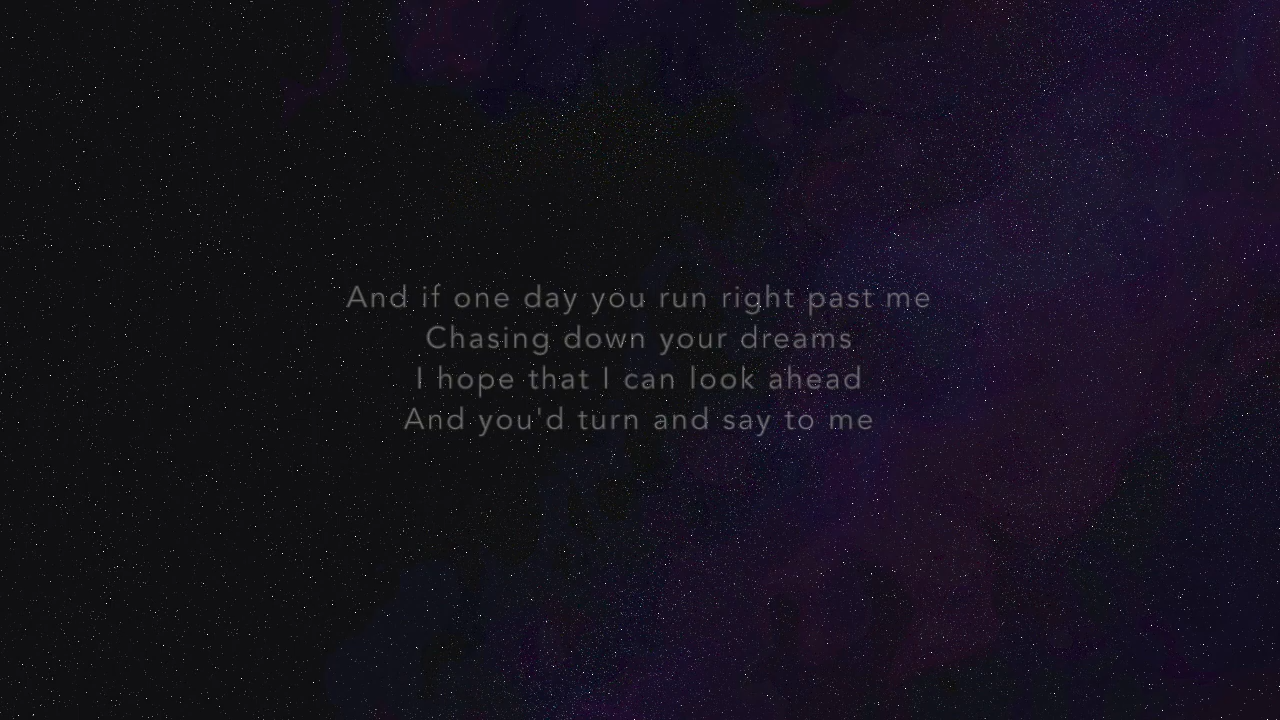 And if one day you run right past me
Chasing down your dreams
I hope that I can look ahead
And you'd turn and say to me